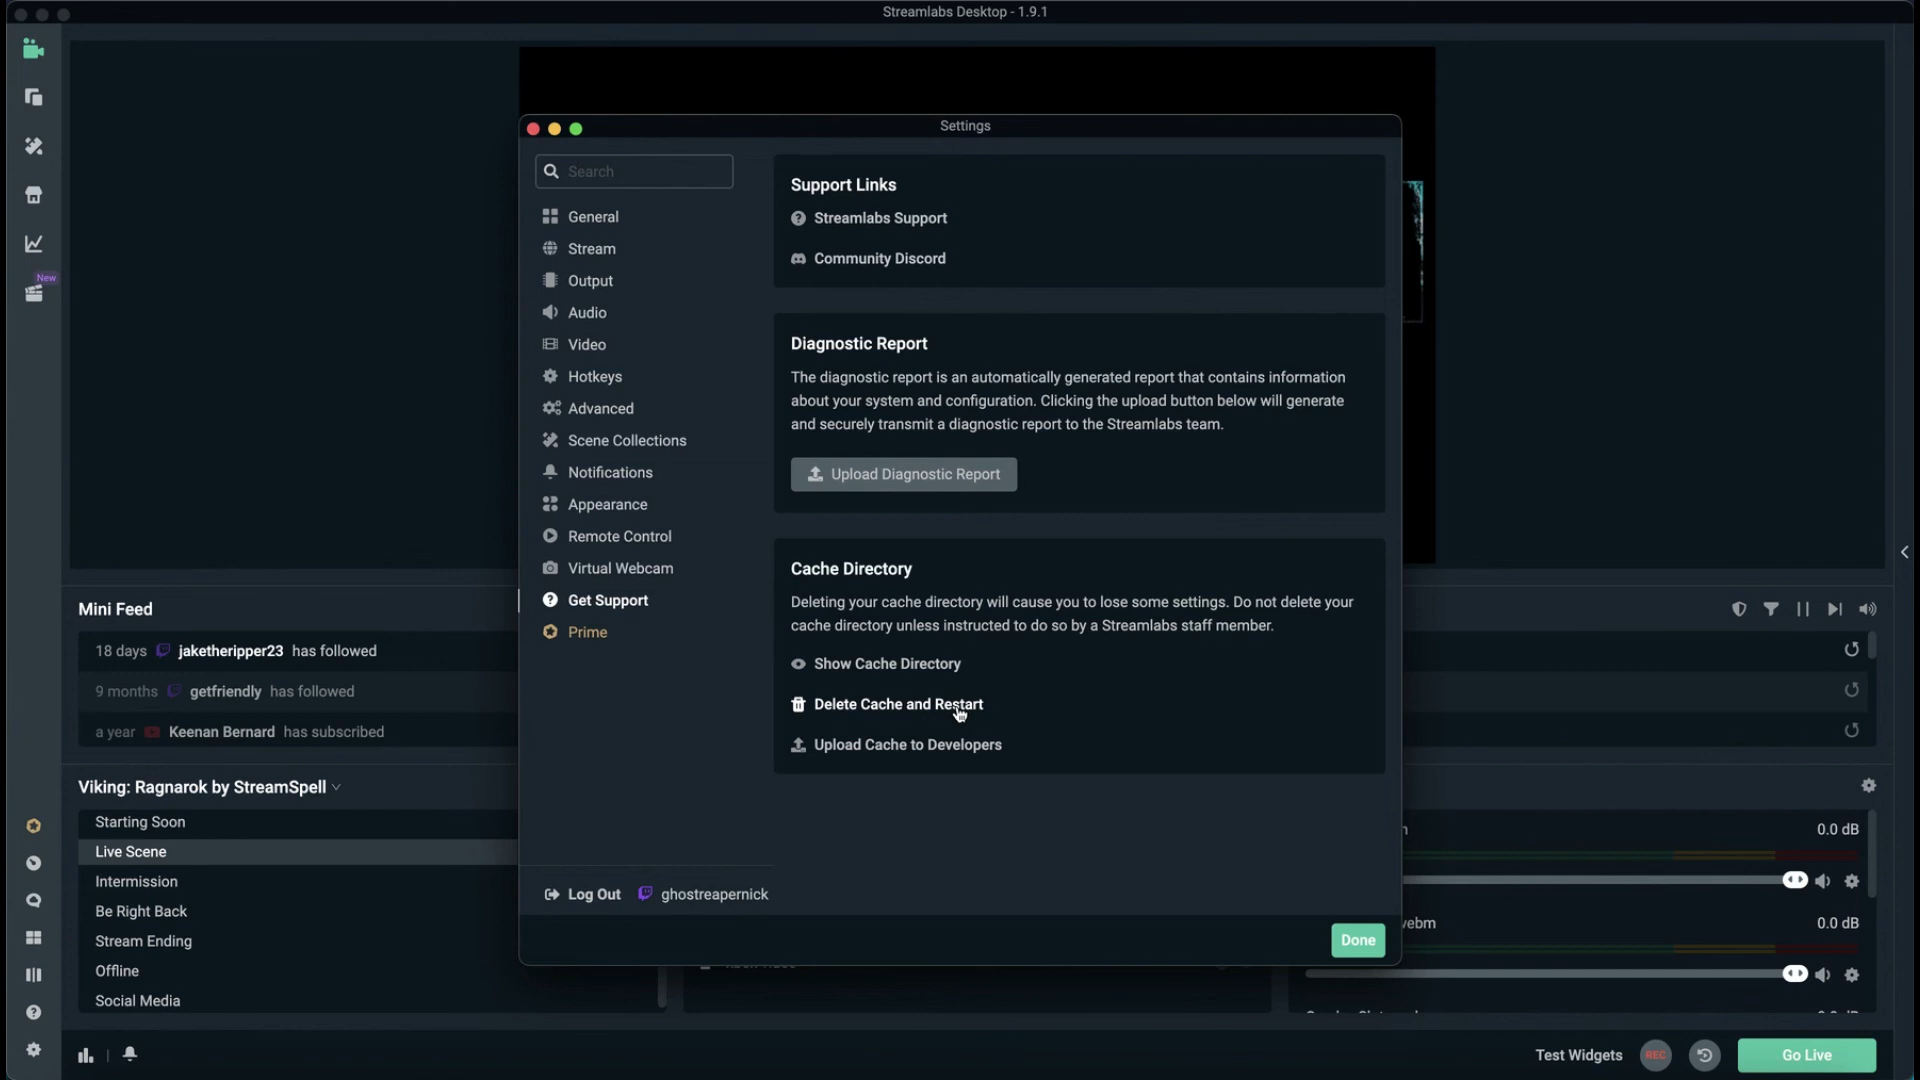 Streamlabs Desktop - 1.9.1
New
Settings
Search
General
Stream
Output
Audio
Video
Hotkeys
Advanced
Scene Collections
Notifications
Appearance
Remote Control
Virtual Webcam
Get Support
Prime
Log Out
ghostreapernick
Support Links
Streamlabs Support
Community Discord
Diagnostic Report
The diagnostic report is an automatically generated report that contains information
about your system and configuration. Clicking the upload button below will generate
and securely transmit a diagnostic report to the Streamlabs team.
Upload Diagnostic Report
Cache Directory
Deleting your cache directory will cause you to lose some settings. Do not delete your
cache directory unless instructed to do so by a Streamlabs staff member.
Show Cache Directory
Delete Cache and Restart
Upload Cache to Developers
Done
Mini Feed
18 days jaketheripper23 has followed
9 months getfriendly has followed
a year Keenan Bernard has subscribed
Viking: Ragnarok by StreamSpell
Starting Soon
Live Scene
Intermission
Be Right Back
Stream Ending
Offline
Social Media
0.0 dB
0.0 dB
Test Widgets
REC
Go Live